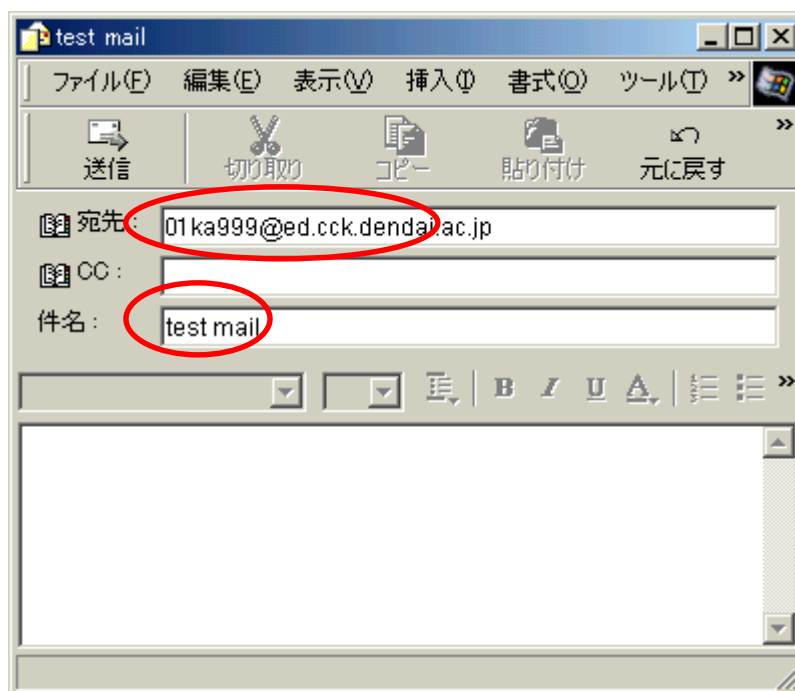 test mail
ファイル(F) 編集(E) 表示(V) 挿入(I) 書式(O) ツール(T) »
送信 切り取り コピー 貼り付け 元に戻す »
宛先: 01ka999@ed.cck.dendai.ac.jp
CC:
件名: test mail
B I U A »